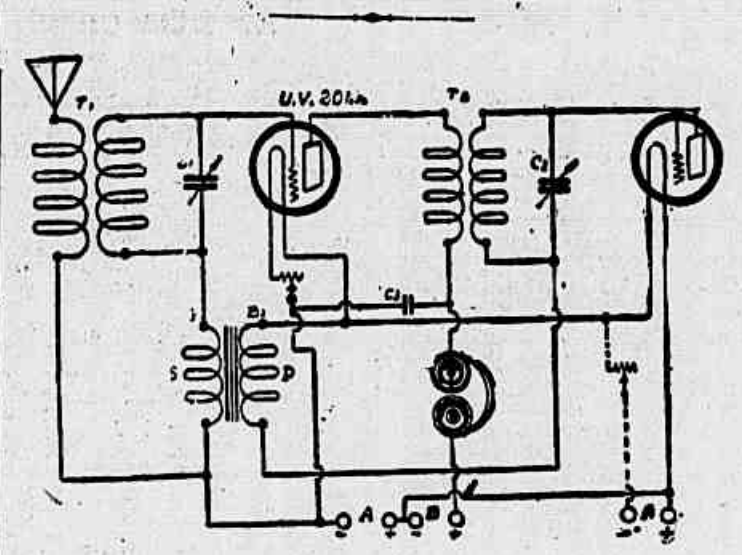 T₁
U.V. 201A
T₂
C₁
C₂
C₃
B₁
S
P
A
B
A
- + - + - +